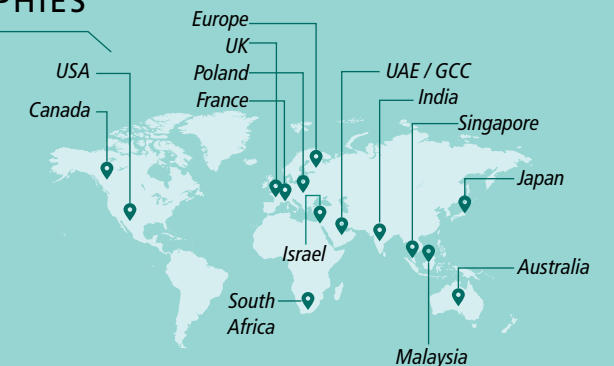 PHIES
Europe
UK
USA
Poland
UAE / GCC
Canada
France
India
Singapore
Japan
Israel
Australia
South
Africa
Malaysia